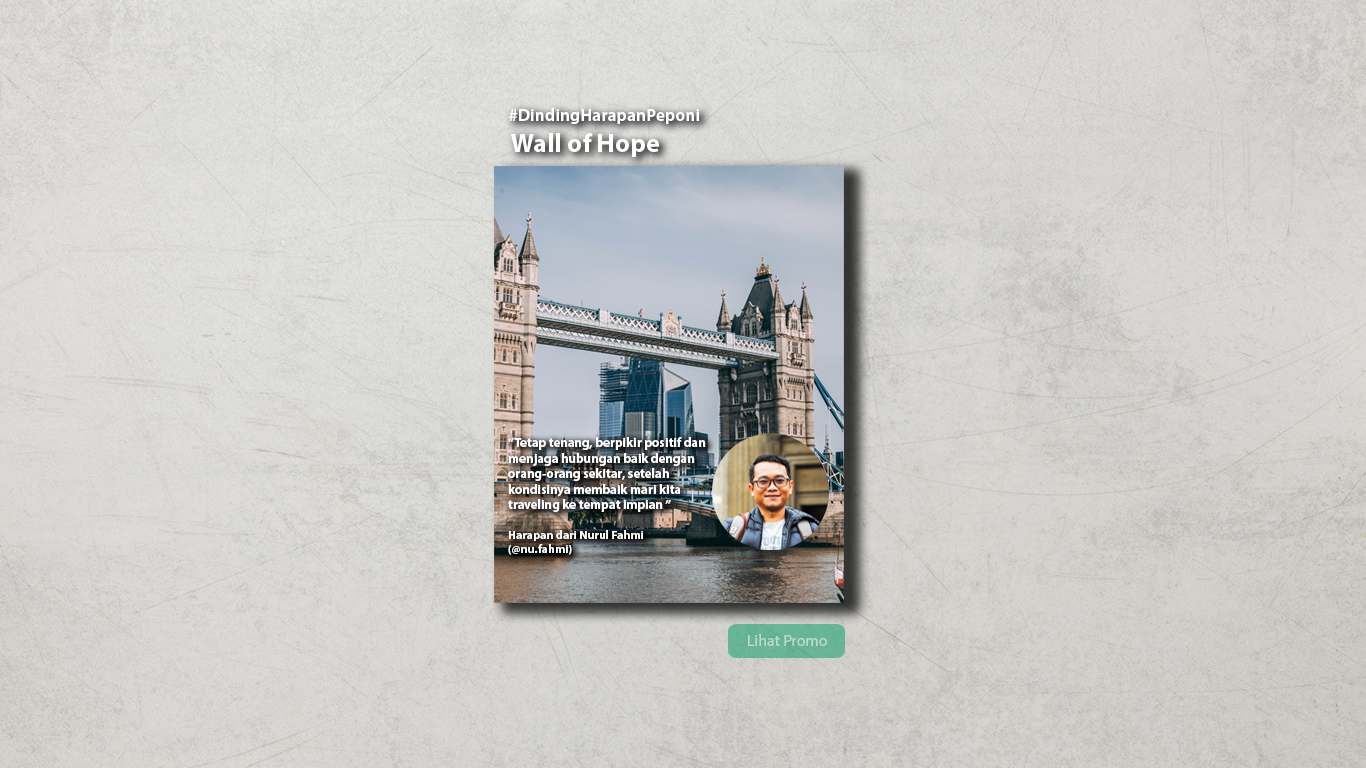 #DindingHarapanPeponi
Wall of Hope
“Tetap tenang, berpikir positif dan
menjaga hubungan baik dengan
orang-orang sekitar, setelah
kondisinya membaik mari kita
traveling ke tempat impian ”
Harapan dari Nurul Fahmi
(@nu.fahmi)
Lihat Promo